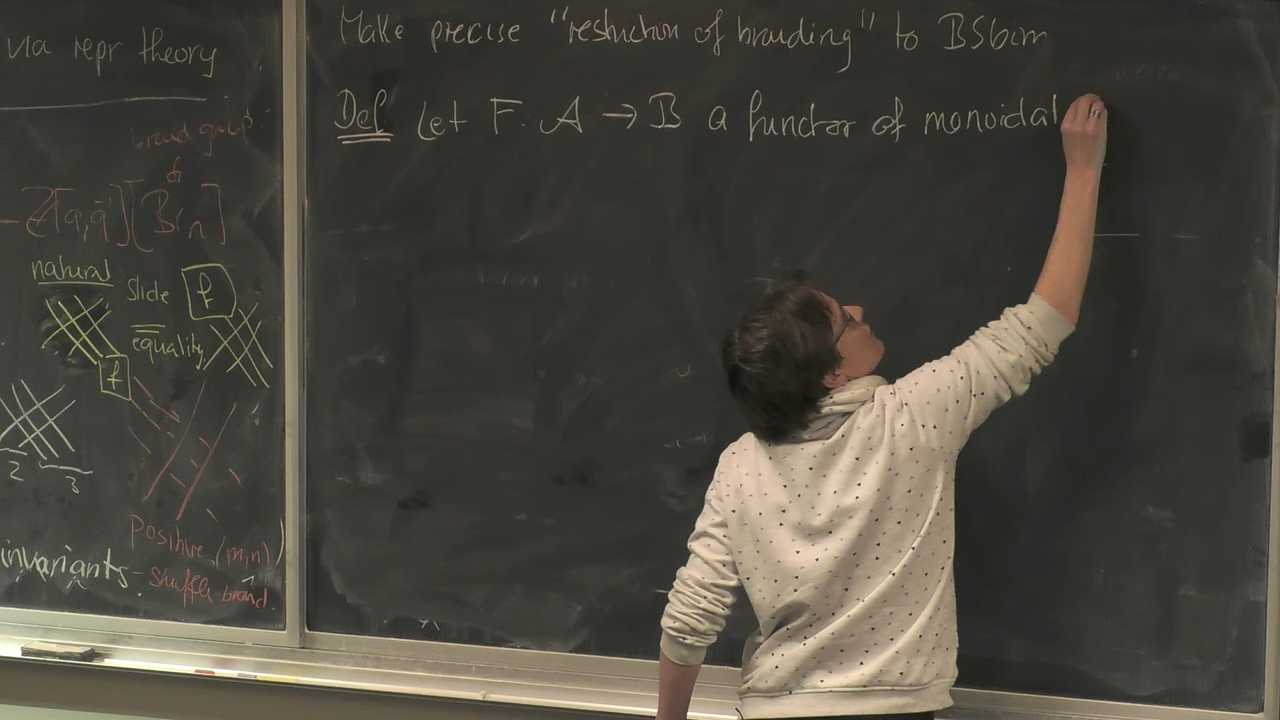 via repr theory
braid group
of
Z[q,q⁻¹][Brn]
natural slide f
equality
f
2 3
positive (m,n)
invariants - shuffle braid
Make precise "restriction of braiding" to BSbim
Def Let F: A → B a functor of monoidal